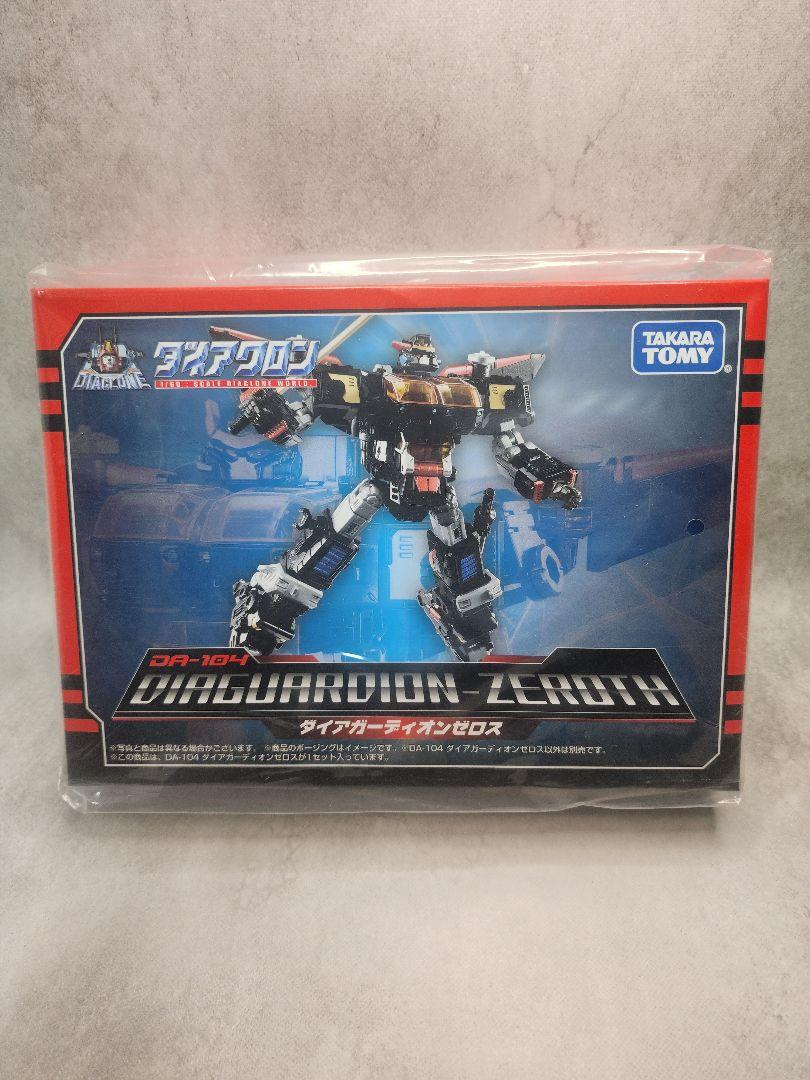 DIACLONE
ダイアクロン
1/60 : SCALE DIACLONE WORLD.
TAKARA TOMY
®
DA-104
DIAGUARDION-ZEROTH
ダイアガーディオンゼロス
※写真と商品は異なる場合がございます。 ※商品のポージングはイメージです。 ※DA-104 ダイアガーディオンゼロス以外は別売です。
※この商品は、DA-104 ダイアガーディオンゼロスが1セット入っています。